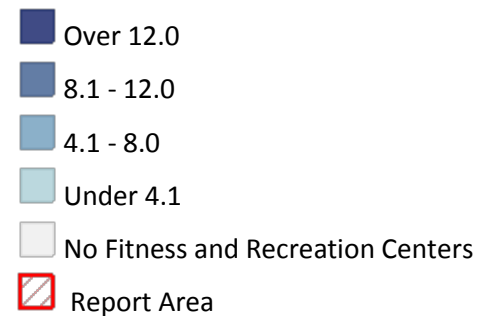 Over 12.0
8.1 - 12.0
4.1 - 8.0
Under 4.1
No Fitness and Recreation Centers
Report Area